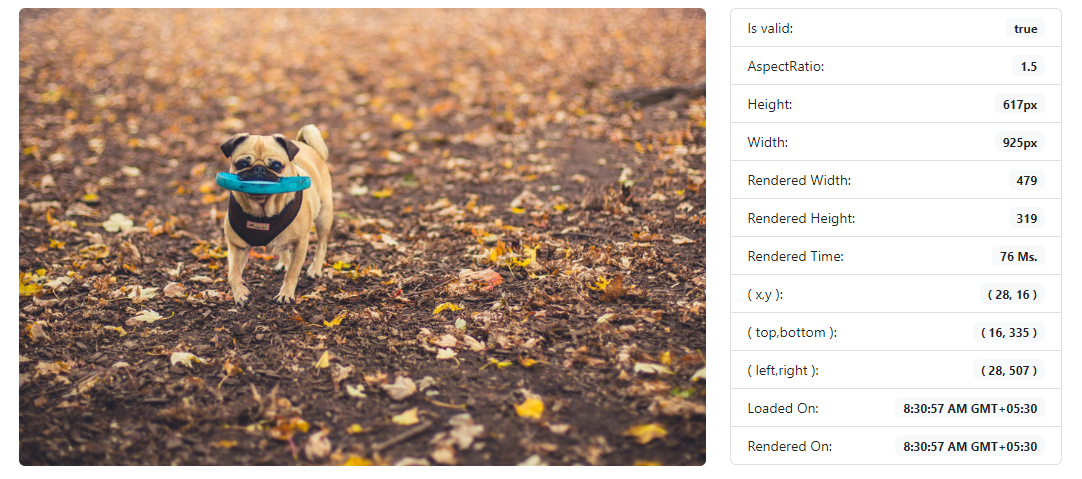 Is valid: true
AspectRatio: 1.5
Height: 617px
Width: 925px
Rendered Width: 479
Rendered Height: 319
Rendered Time: 76 Ms.
( x,y ): ( 28, 16 )
( top,bottom ): ( 16, 335 )
( left,right ): ( 28, 507 )
Loaded On: 8:30:57 AM GMT+05:30
Rendered On: 8:30:57 AM GMT+05:30